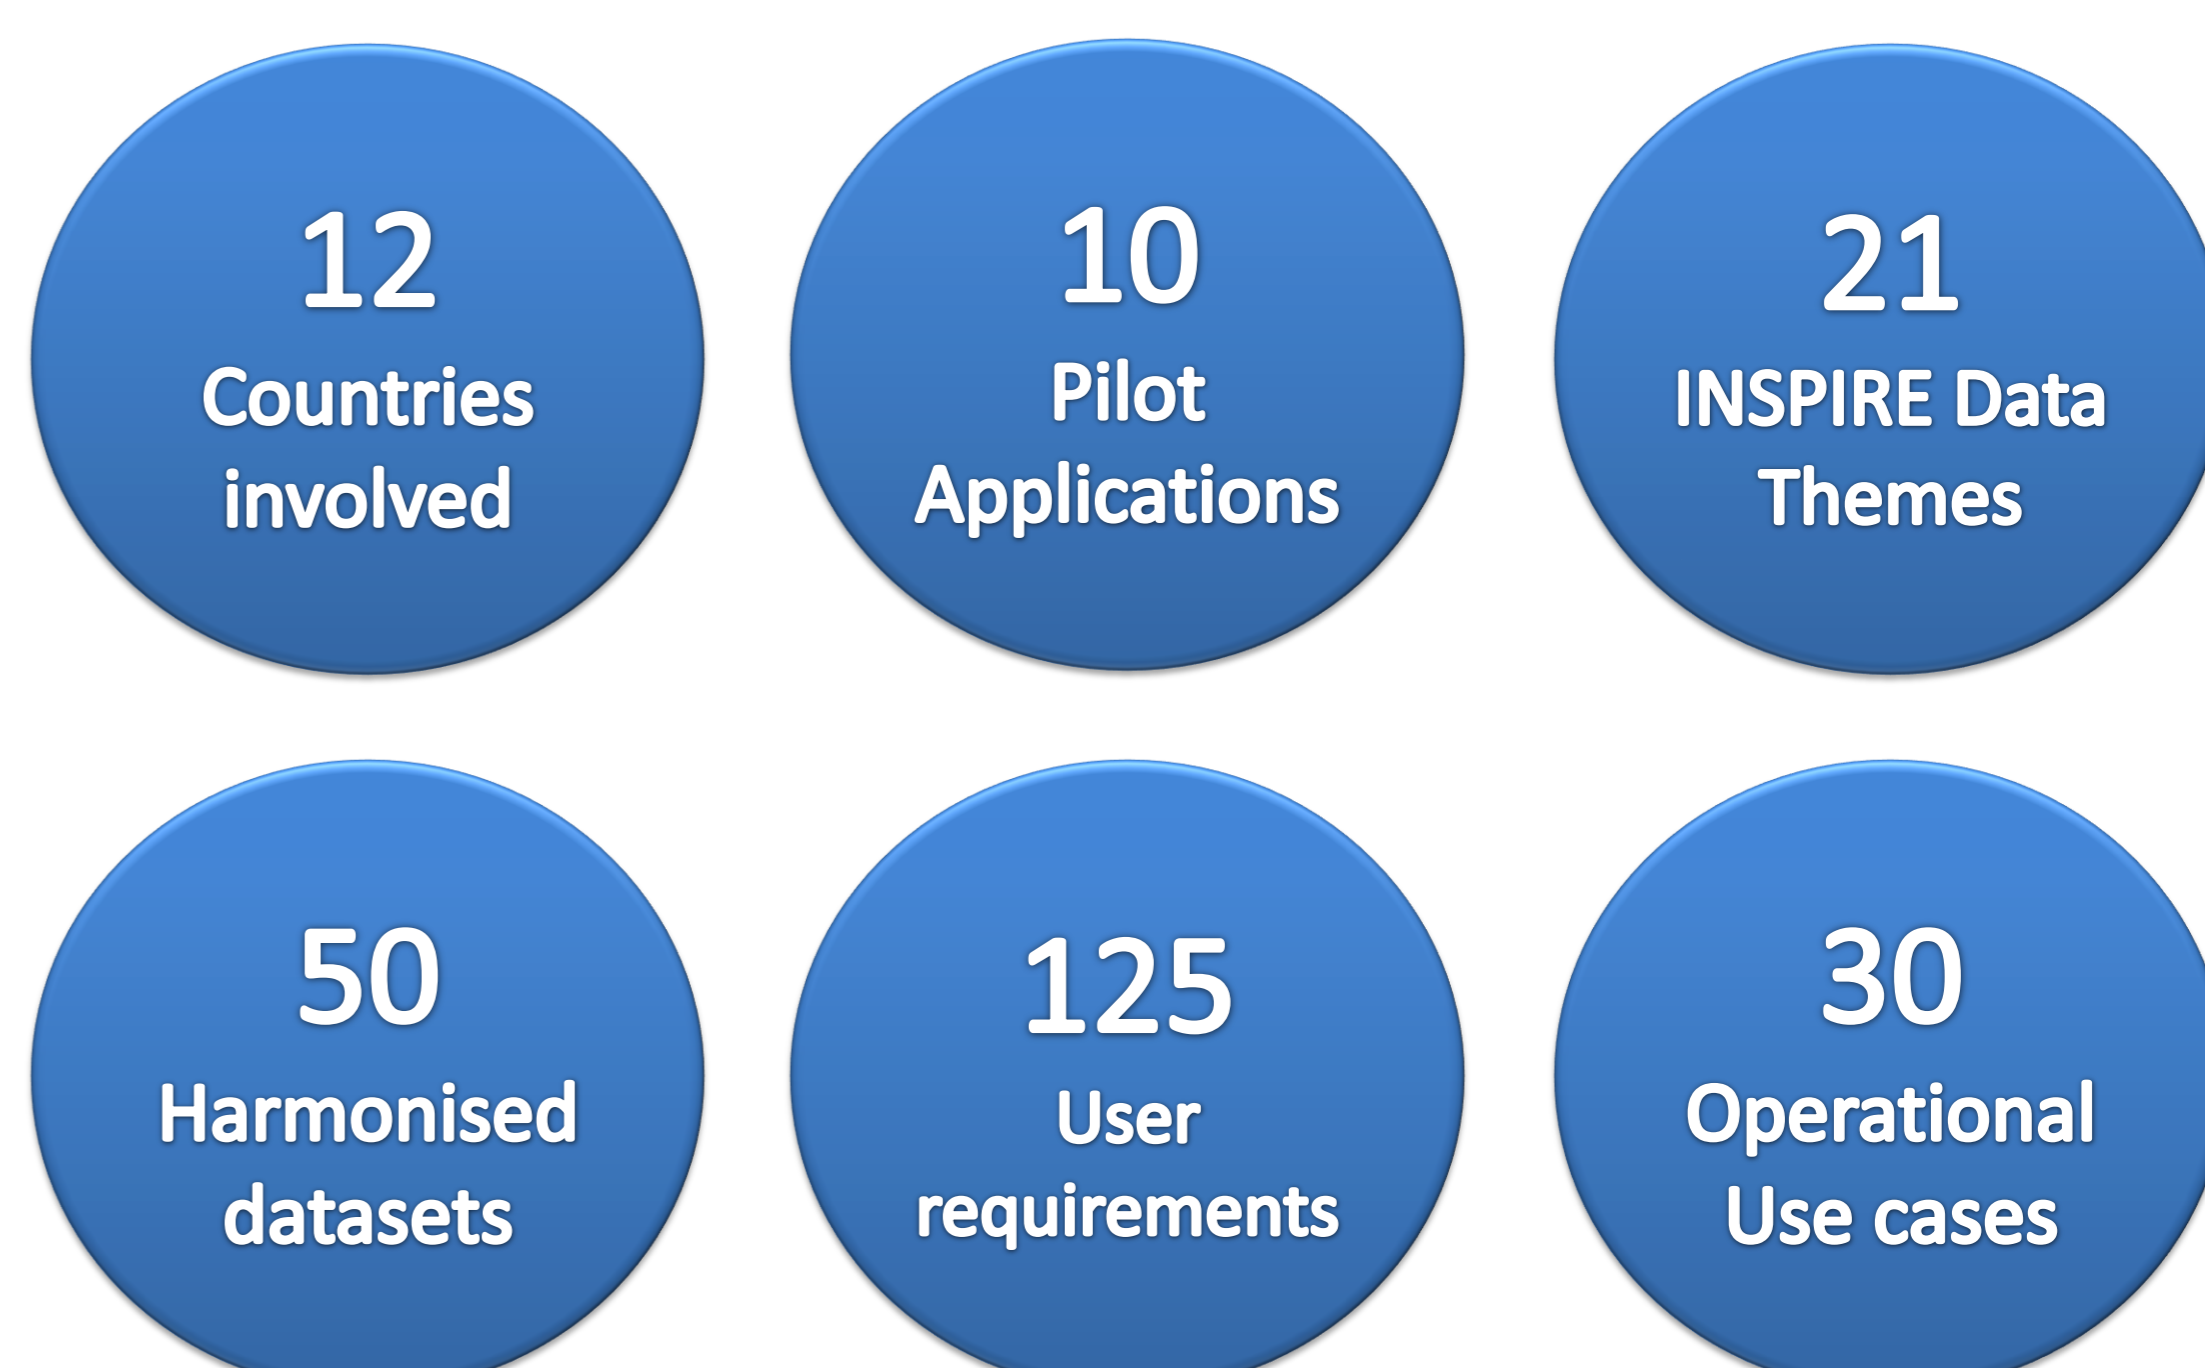 12
Countries
involved
10
Pilot
Applications
21
INSPIRE Data
Themes
50
Harmonised
datasets
125
User
requirements
30
Operational
Use cases